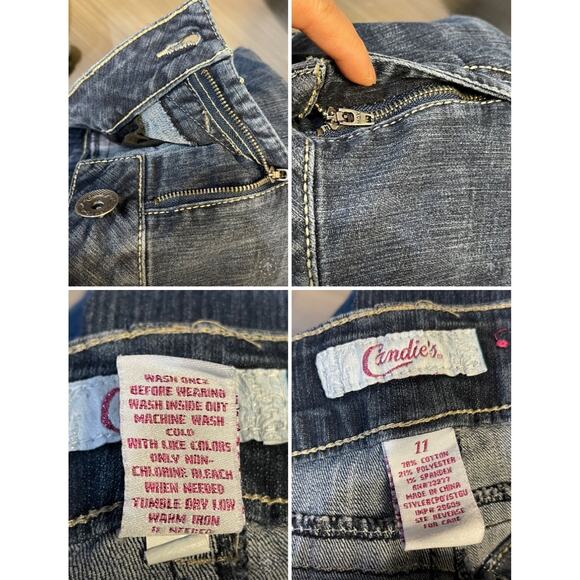 WASH ONCE
BEFORE WEARING
WASH INSIDE OUT
MACHINE WASH
COLD
WITH LIKE COLORS
ONLY NON-
CHLORINE BLEACH
WHEN NEEDED
TUMBLE DRY LOW
WARM IRON
IF NEEDED
Candie's
11
78% COTTON
21% POLYESTER
1% SPANDEX
MADE IN CHINA
SEE REVERSE
FOR CARE